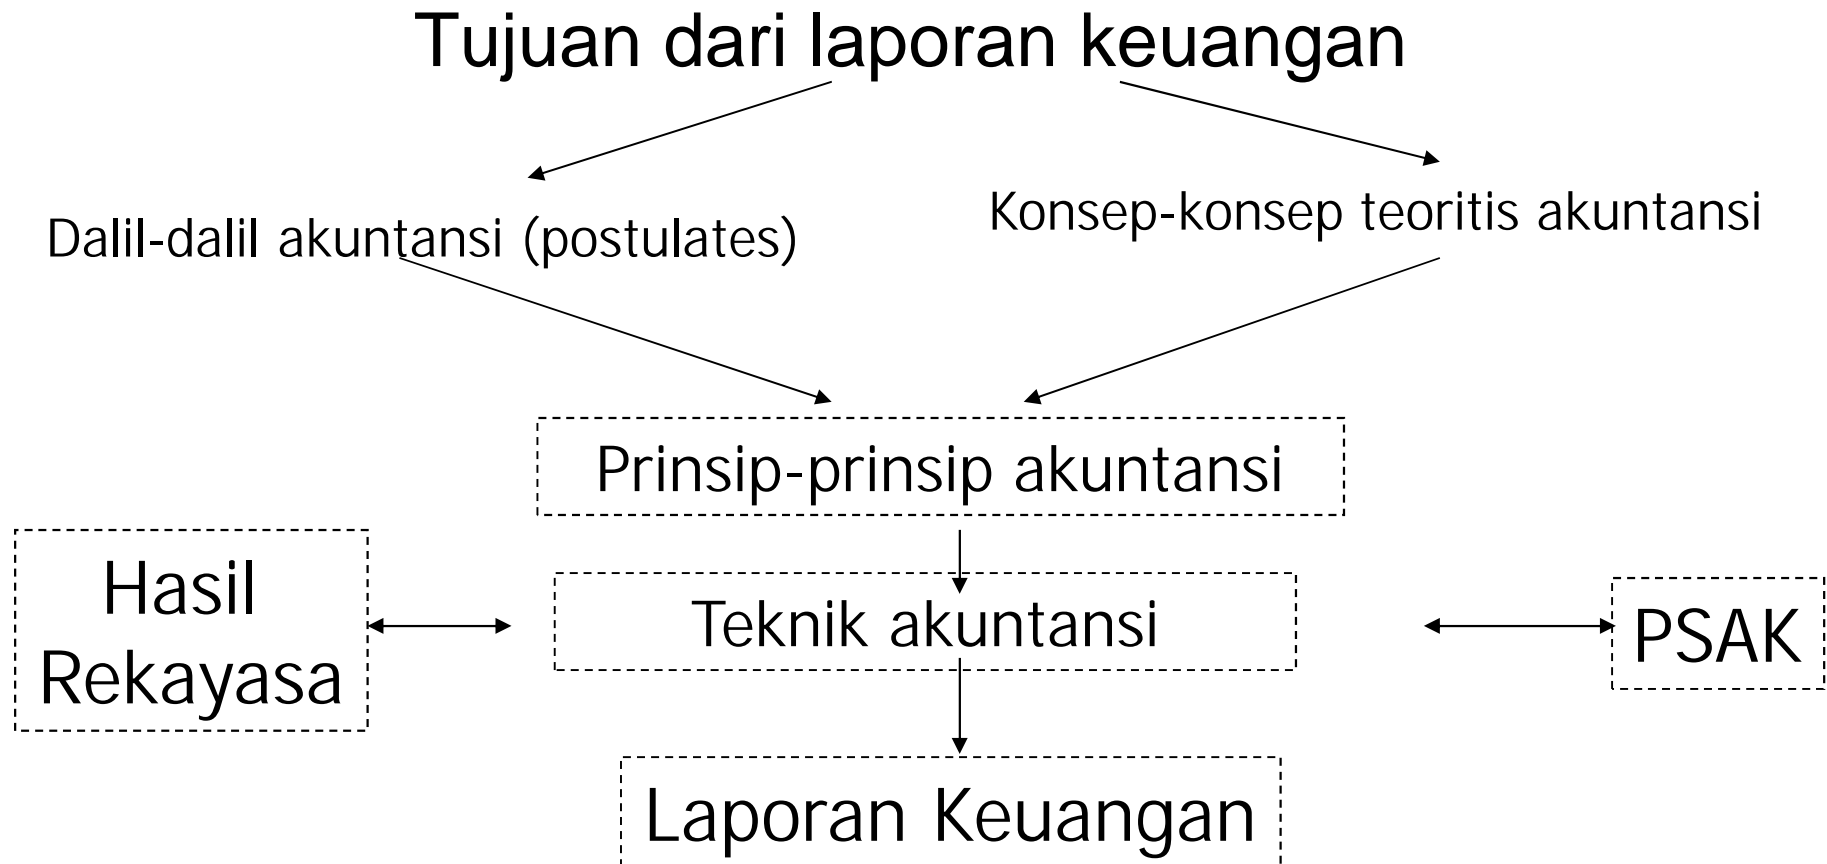 Tujuan dari laporan keuangan
Dalil-dalil akuntansi (postulates)
Konsep-konsep teoritis akuntansi
Prinsip-prinsip akuntansi
Hasil
Rekayasa
Teknik akuntansi
PSAK
Laporan Keuangan